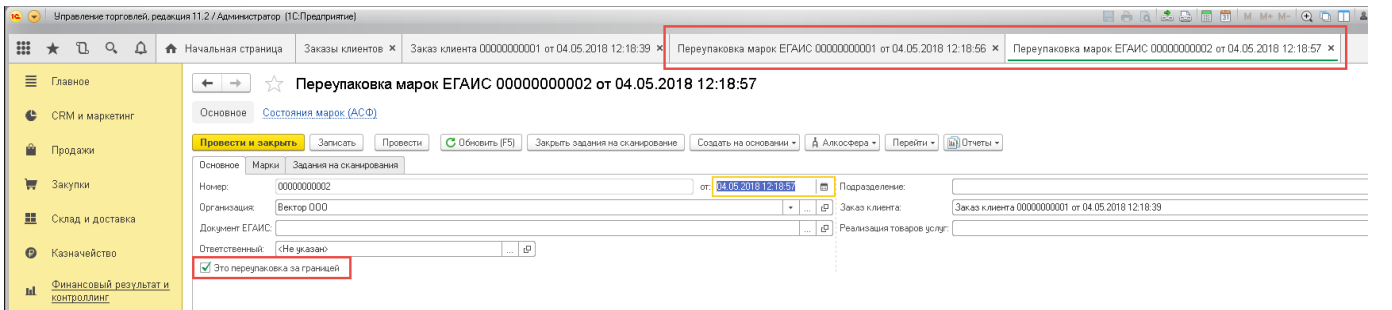 Управление торговлей, редакция 11.2 / Администратор (1С:Предприятие)
M M+ M-
Начальная страница
Заказы клиентов ×
Заказ клиента 00000000001 от 04.05.2018 12:18:39 ×
Переупаковка марок ЕГАИС 00000000001 от 04.05.2018 12:18:56 ×
Переупаковка марок ЕГАИС 00000000002 от 04.05.2018 12:18:57 ×
Главное
CRM и маркетинг
Продажи
Закупки
Склад и доставка
Казначейство
Финансовый результат и
контроллинг
Переупаковка марок ЕГАИС 00000000002 от 04.05.2018 12:18:57
Основное Состояния марок (АСФ)
Провести и закрыть Записать Провести Обновить (F5) Закрыть задания на сканирование Создать на основании Алкосфера Перейти Отчеты
Основное Марки Задания на сканирования
Номер: 00000000002 от: 04.05.2018 12:18:57 Подразделение:
Организация: Вектор ООО ... Заказ клиента: Заказ клиента 00000000001 от 04.05.2018 12:18:39
Документ ЕГАИС: ... Реализация товаров услуг:
Ответственный: <Не указан> ...
Это переупаковка за границей